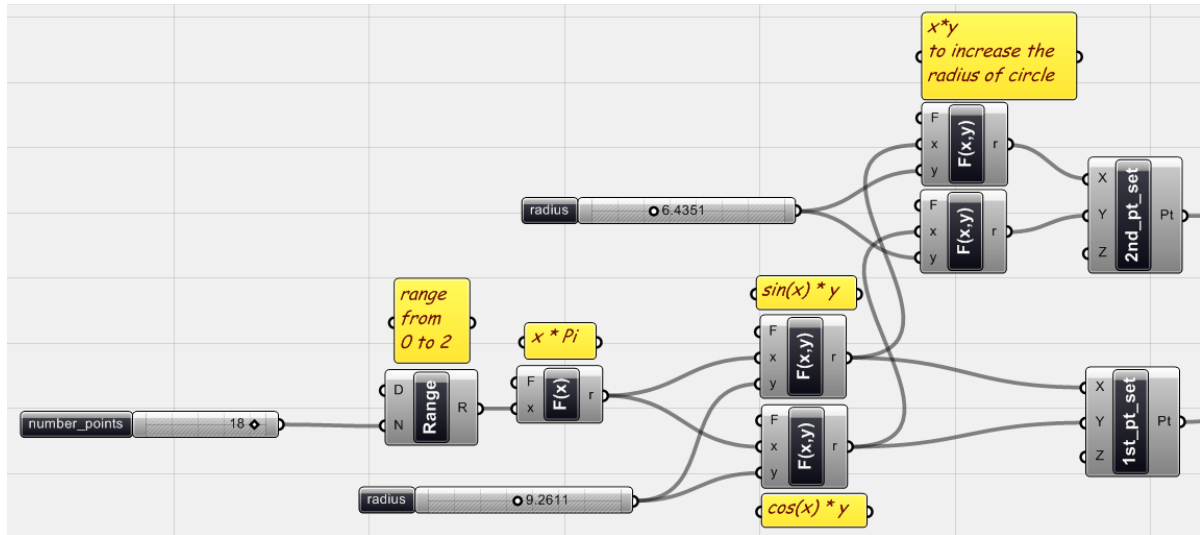 x*y
to increase the
radius of circle
F
x
y
F(x,y)
r
radius
6.4351
F
x
y
F(x,y)
r
X
Y
Z
2nd_pt_set
Pt
range
from
0 to 2
x * Pi
sin(x) * y
D
N
Range
R
F
x
F(x)
r
F
x
y
F(x,y)
r
number_points
18
F
x
y
F(x,y)
r
X
Y
Z
1st_pt_set
Pt
radius
9.2611
cos(x) * y